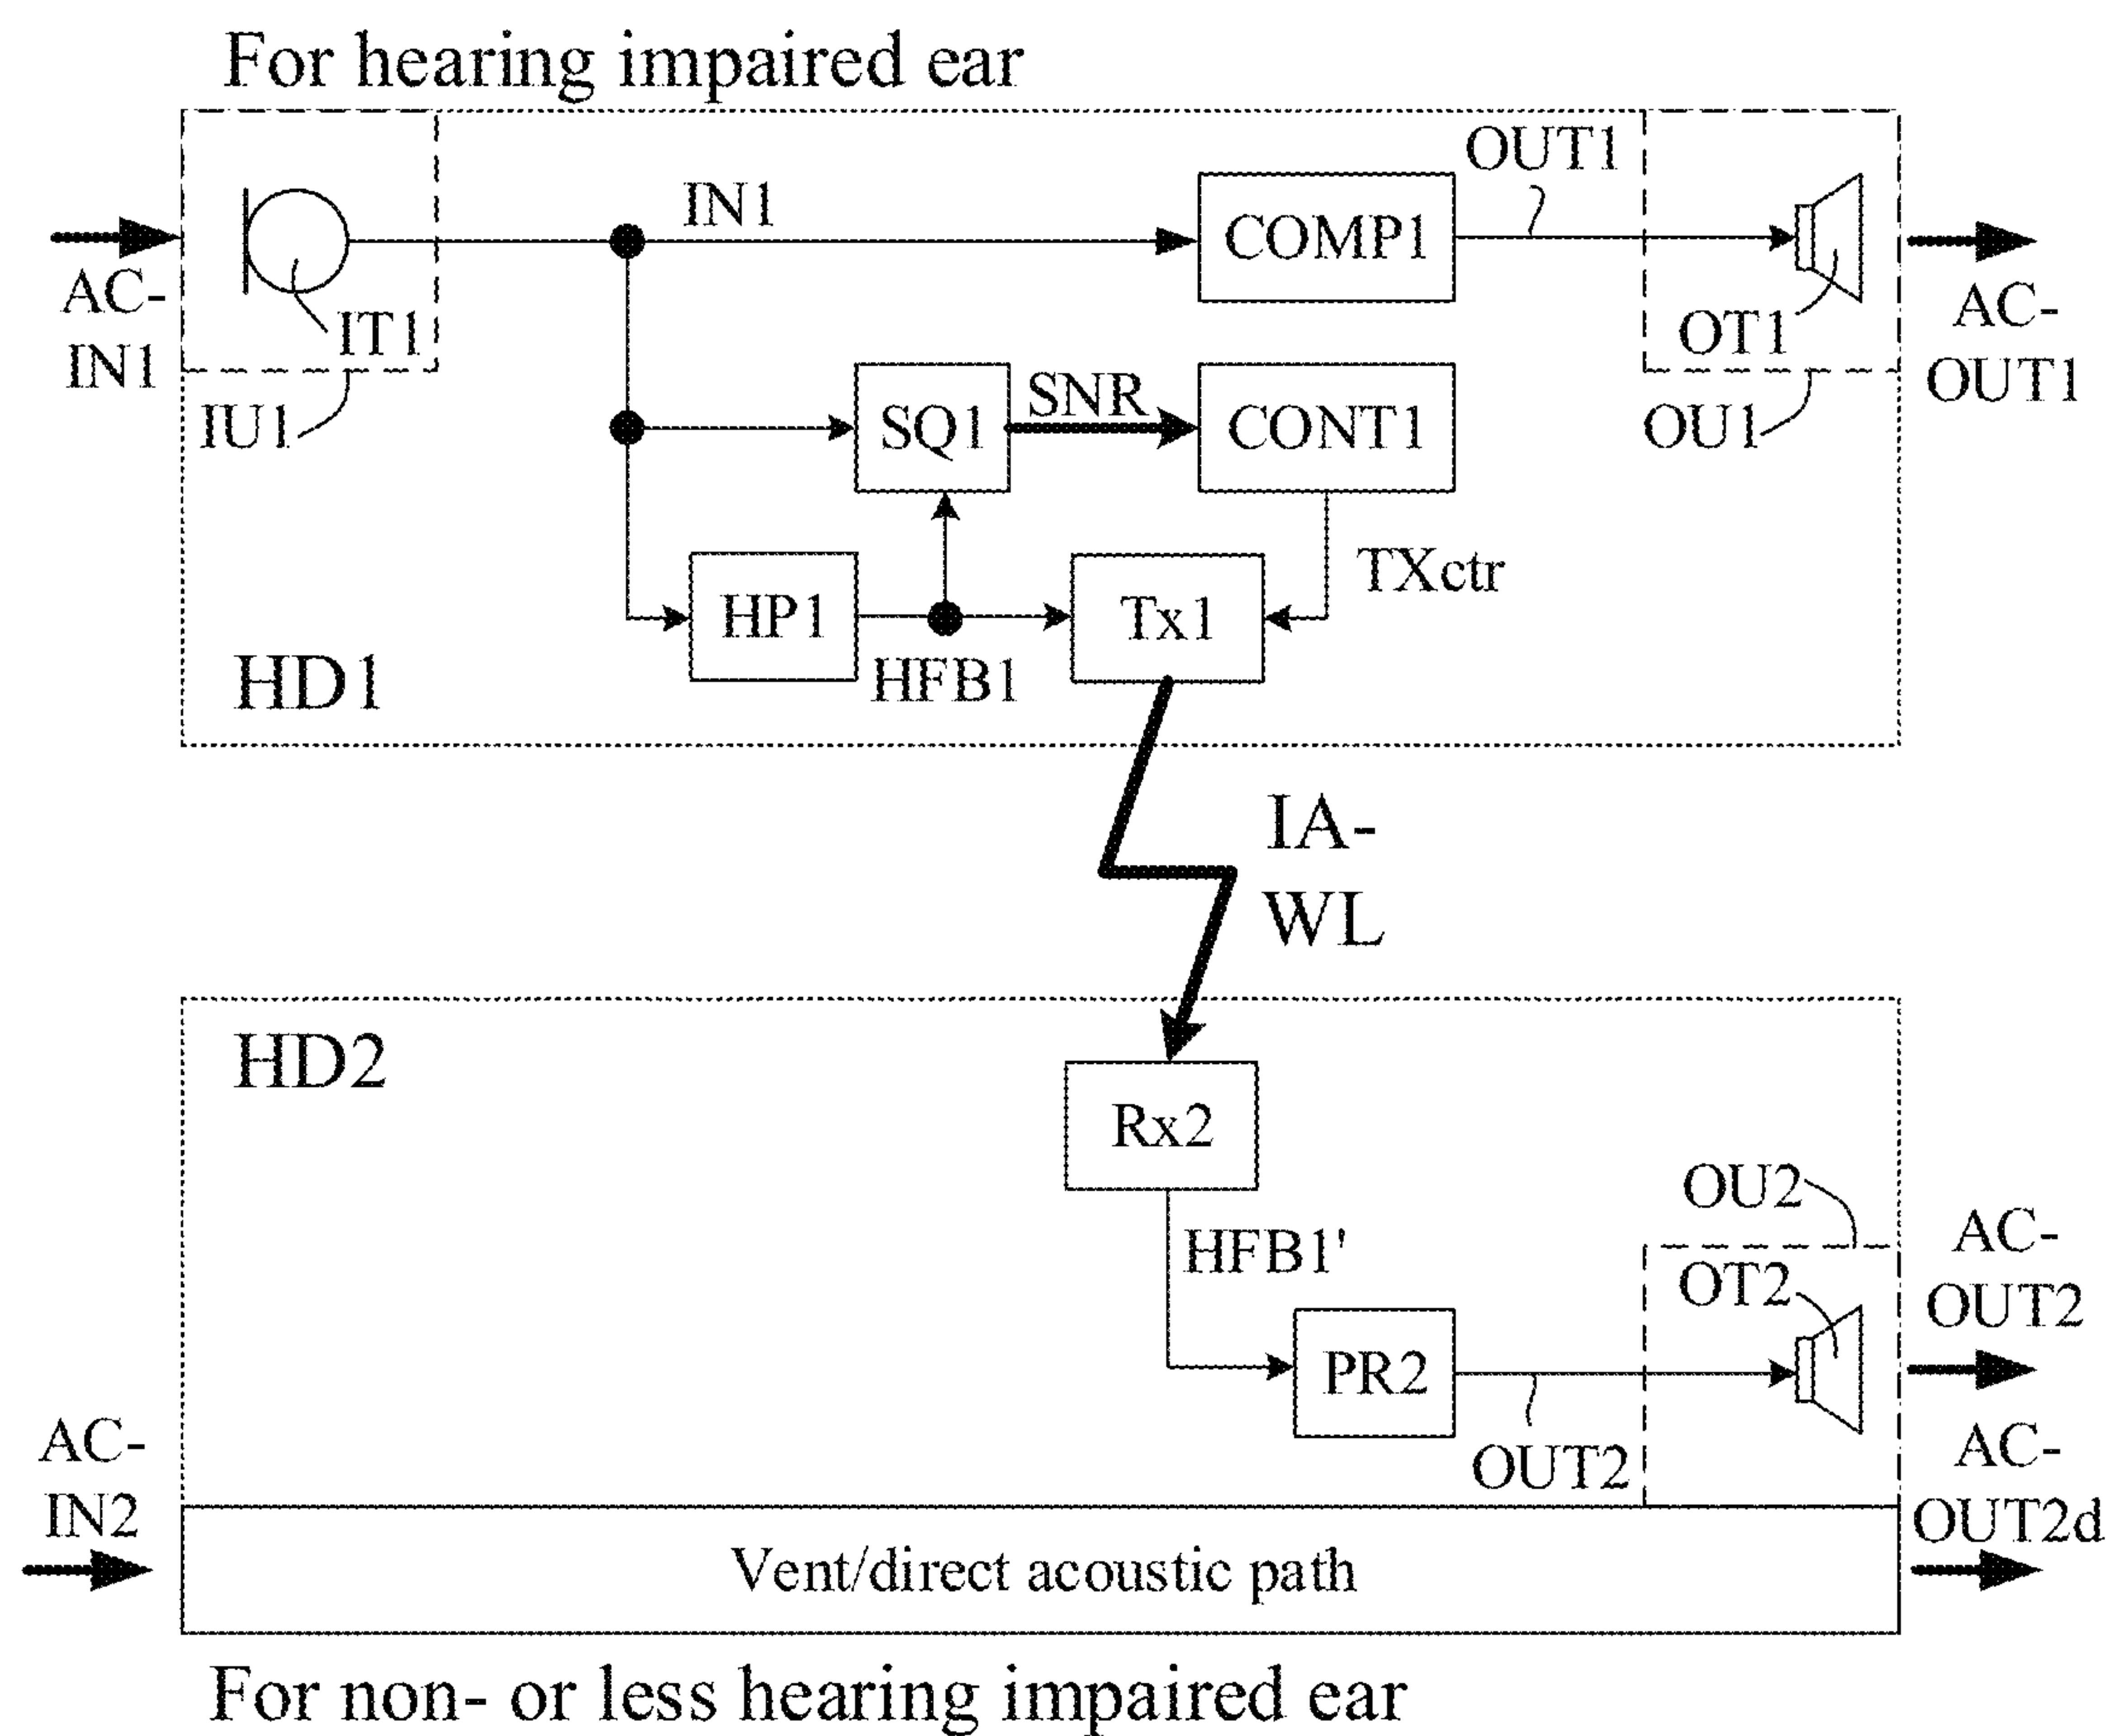 For hearing impaired ear
OUT1
IN1
COMP1
AC-
IN1
IT1
OT1
AC-
OUT1
IU1
SQ1
SNR
CONT1
OU1
TXctr
HP1
Tx1
HFB1
HD1
IA-
WL
HD2
Rx2
OU2
HFB1'
AC-
OUT2
OT2
PR2
OUT2
AC-
IN2
AC-
OUT2d
Vent/direct acoustic path
For non- or less hearing impaired ear